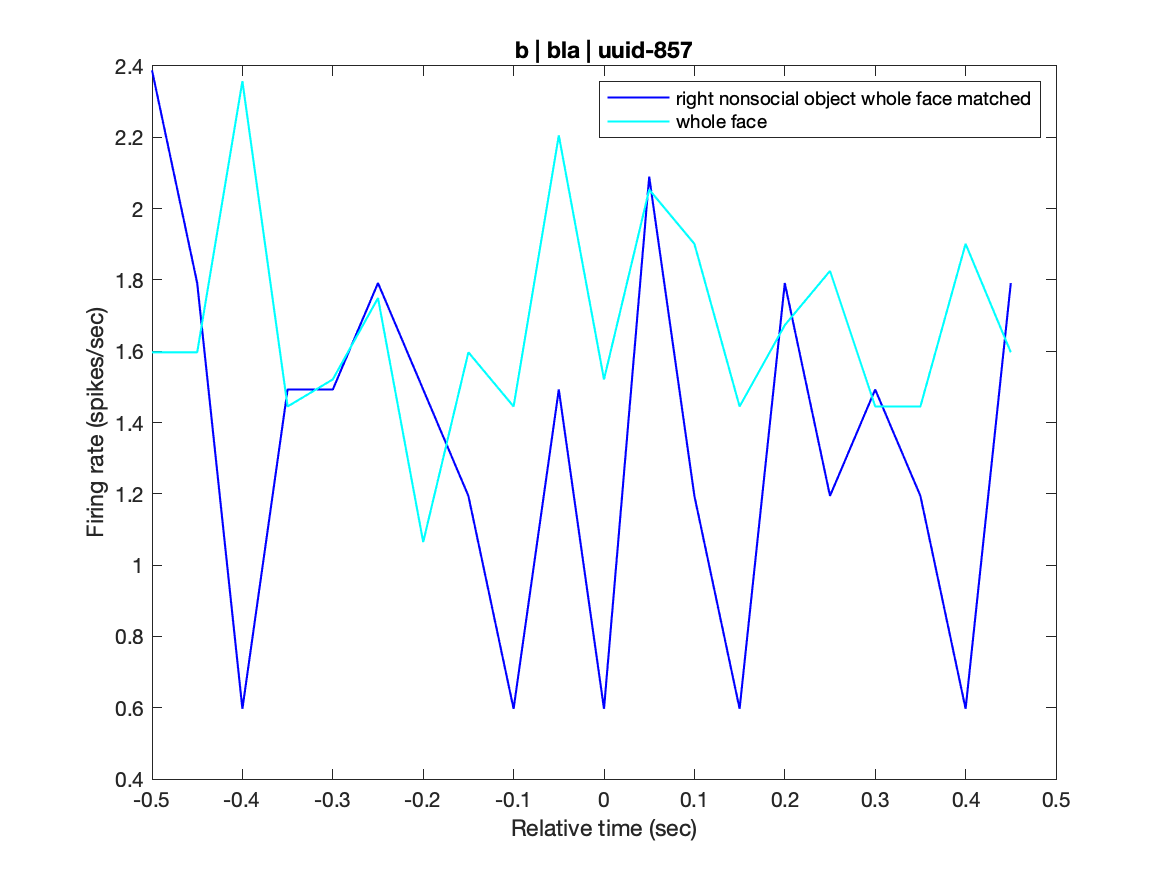 b | bla | uuid-857
right nonsocial object whole face matched
whole face
Firing rate (spikes/sec)
2.4
2.2
2
1.8
1.6
1.4
1.2
1
0.8
0.6
0.4
-0.5 -0.4 -0.3 -0.2 -0.1 0 0.1 0.2 0.3 0.4 0.5
Relative time (sec)